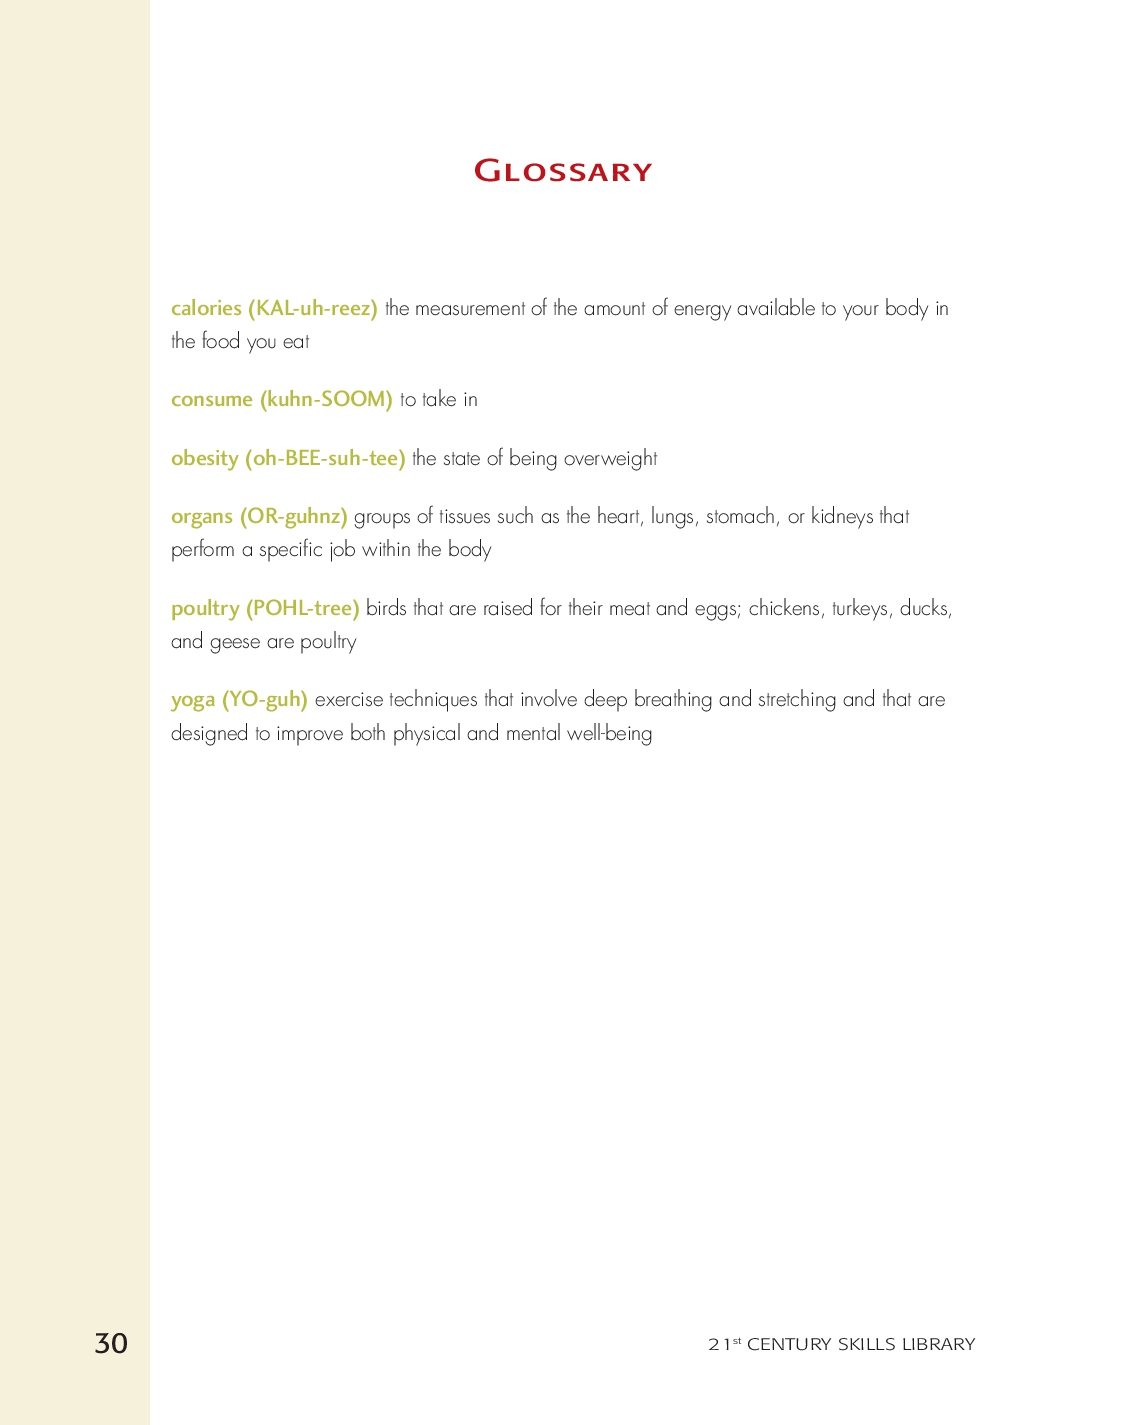 Glossary
calories (KAL-uh-reez) the measurement of the amount of energy available to your body in
the food you eat
consume (kuhn-SOOM) to take in
obesity (oh-BEE-suh-tee) the state of being overweight
organs (OR-guhnz) groups of tissues such as the heart, lungs, stomach, or kidneys that
perform a specific job within the body
poultry (POHL-tree) birds that are raised for their meat and eggs; chickens, turkeys, ducks,
and geese are poultry
yoga (YO-guh) exercise techniques that involve deep breathing and stretching and that are
designed to improve both physical and mental well-being
30
21st CENTURY SKILLS LIBRARY